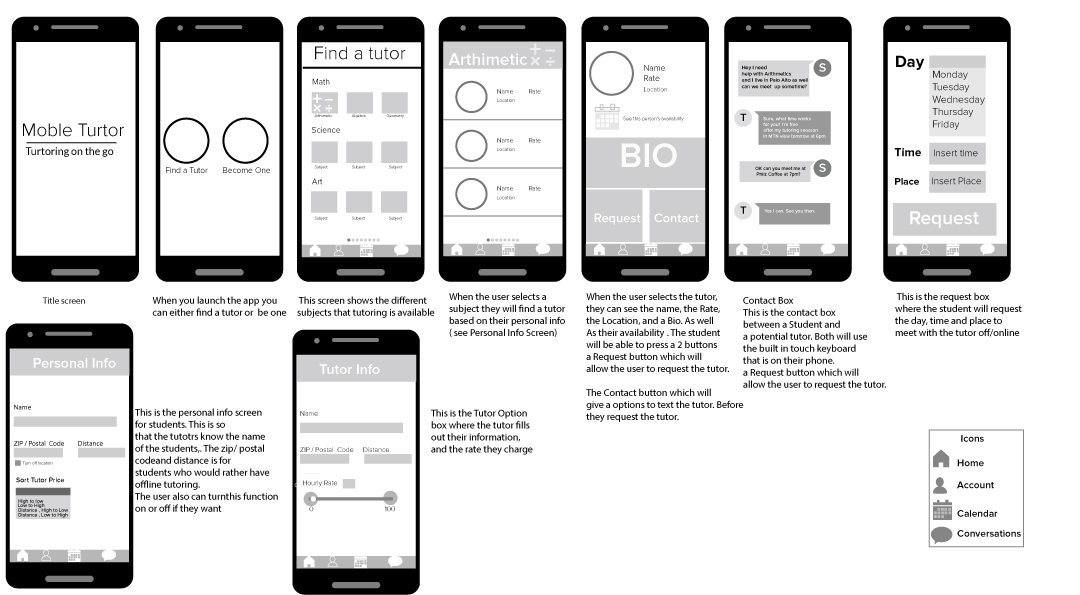 Moble Turtor
Turtoring on the go
Title screen
Find a Tutor
Become One
When you launch the app you
can either find a tutor or be one
Find a tutor
Math
Arithmetic
Algebra
Geometry
Science
Subject
Subject
Subject
Art
Subject
Subject
Subject
This screen shows the different
subjects that tutoring is available
Arthimetic
Name Rate
Location
Name Rate
Location
Name Rate
Location
When the user selects a
subject they will find a tutor
based on their personal info
( see Personal Info Screen)
Name
Rate
Location
See this person's availability
BIO
Request
Contact
When the user selects the tutor,
they can see the name, the Rate,
the Location, and a Bio. As well
As their availability . The student
will be able to press a 2 buttons
a Request button which will
allow the user to request the tutor.
The Contact button which will
give a options to text the tutor. Before
they request the tutor.
Hey I need
help with Arithmetics
and I live in Palo Alto as well
can we meet up sometime?
S
T
Sure, what time works
for you? I'm free
after my tutoring session
in MTN view tomrrow at 6pm
OK can you meet me at
Philz Coffee at 7pm?
S
T
Yes I can. See you then.
Contact Box
This is the contact box
between a Student and
a potential tutor. Both will use
the built in touch keyboard
that is on their phone.
a Request button which will
allow the user to request the tutor.
Day
Monday
Tuesday
Wednesday
Thursday
Friday
Time
Insert time
Place
Insert Place
Request
This is the request box
where the student will request
the day, time and place to
meet with the tutor off/online
Personal Info
Name
ZIP / Postal Code
Distance
Turn off location
Sort Tutor Price
High to low
Low to High
Distance , High to Low
Distance , Low to High
This is the personal info screen
for students. This is so
that the tutotrs know the name
of the students,. The zip/ postal
codeand distance is for
students who would rather have
offline tutoring.
The user also can turnthis function
on or off if they want
Tutor Info
Name
ZIP / Postal Code
Distance
Hourly Rate
0
100
This is the Tutor Option
box where the tutor fills
out their information,
and the rate they charge
Icons
Home
Account
Calendar
Conversations